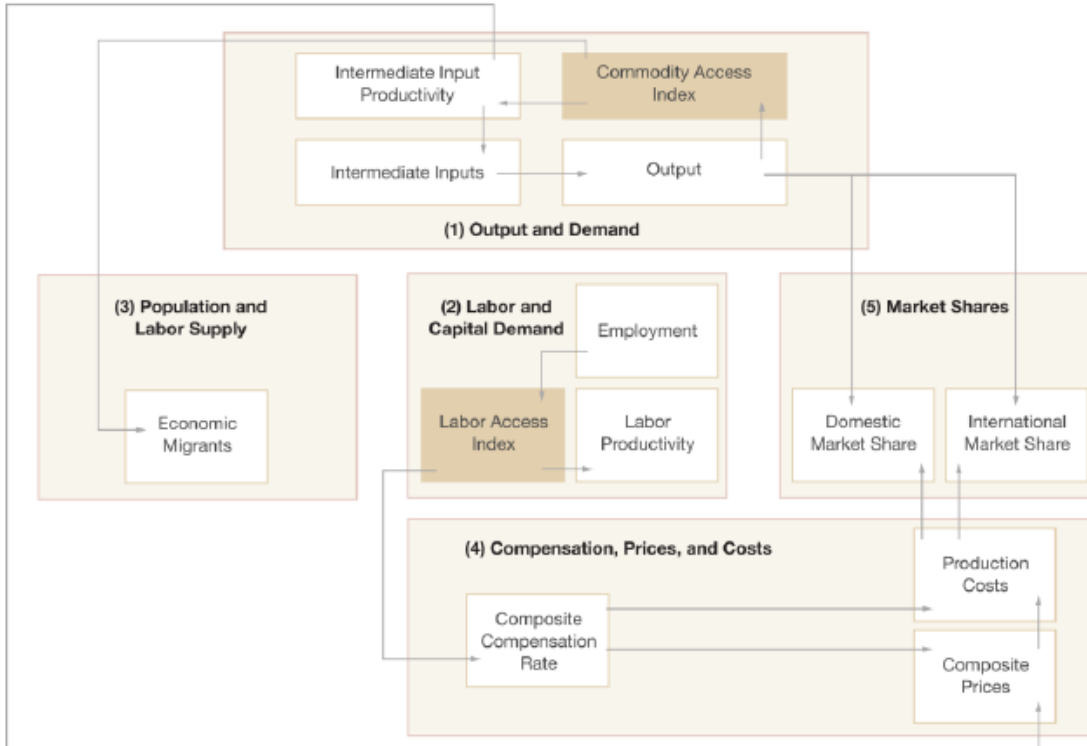 Intermediate Input
Productivity
Commodity Access
Index
Intermediate Inputs
Output
(1) Output and Demand
(3) Population and
Labor Supply
Economic
Migrants
(2) Labor and
Capital Demand
Employment
Labor Access
Index
Labor
Productivity
(5) Market Shares
Domestic
Market Share
International
Market Share
(4) Compensation, Prices, and Costs
Production
Costs
Composite
Compensation
Rate
Composite
Prices